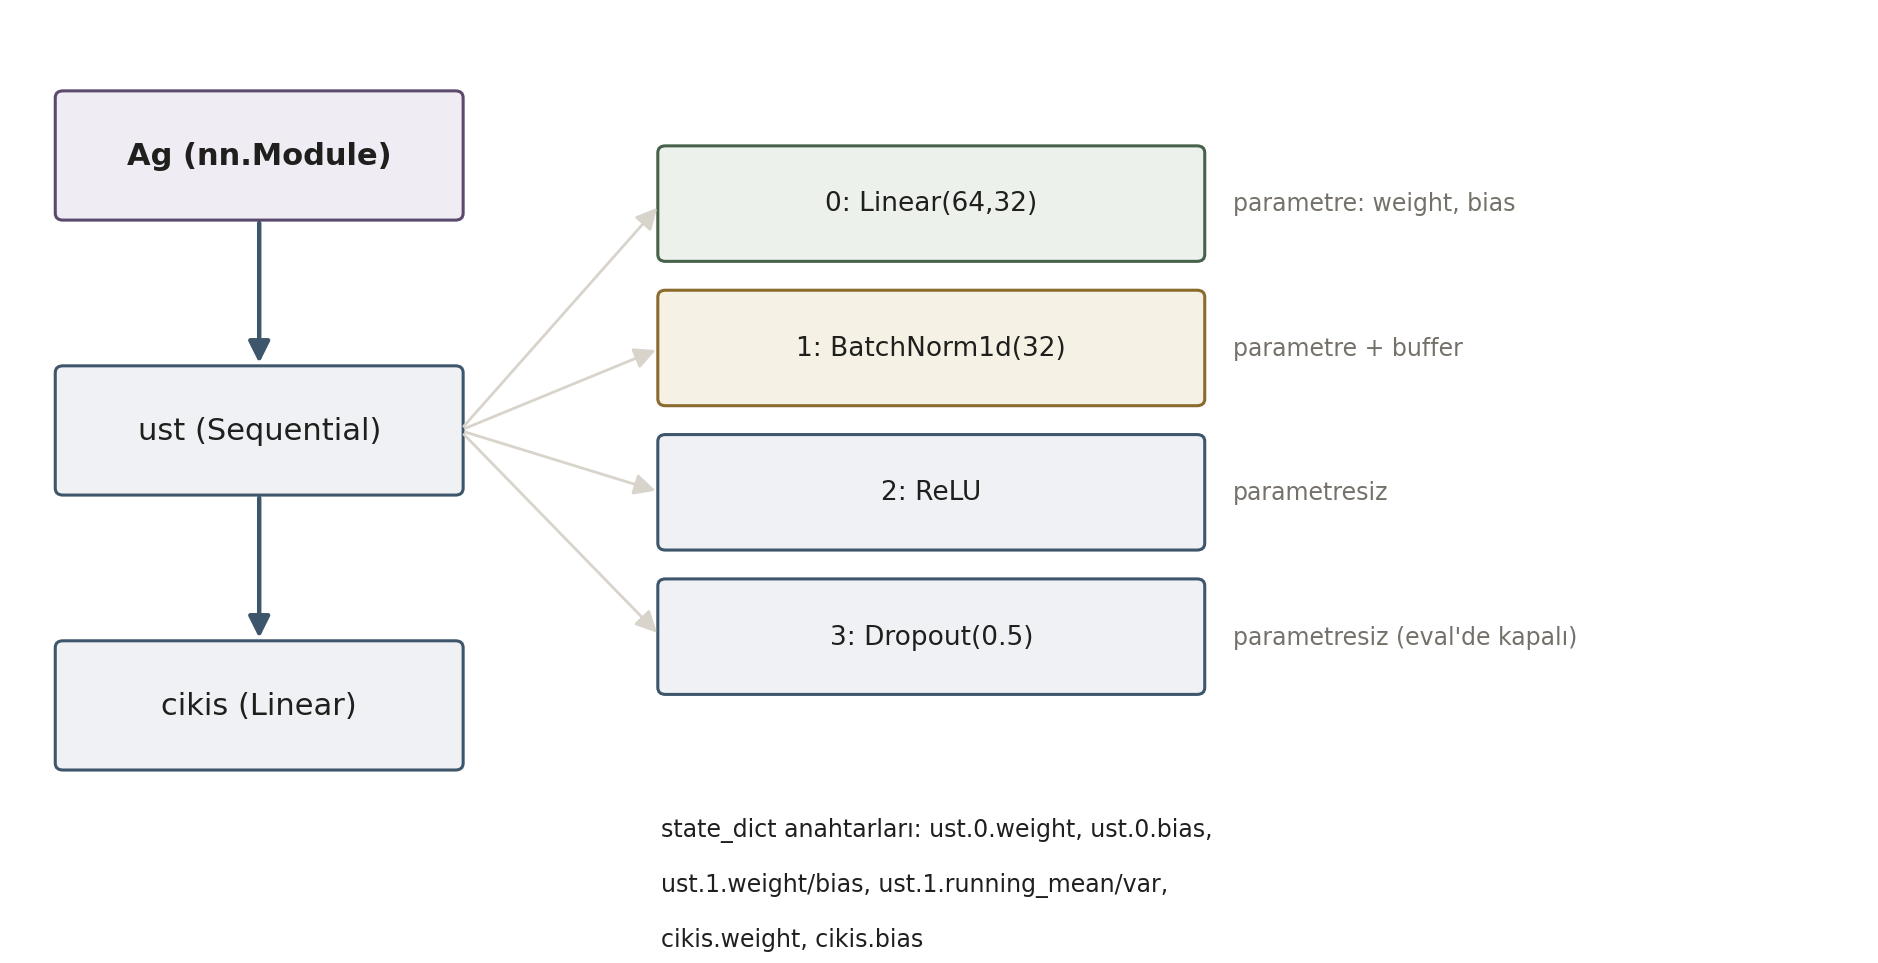 Ag (nn.Module)
ust (Sequential)
cikis (Linear)
0: Linear(64,32)
parametre: weight, bias
1: BatchNorm1d(32)
parametre + buffer
2: ReLU
parametresiz
3: Dropout(0.5)
parametresiz (eval'de kapalı)
state_dict anahtarları: ust.0.weight, ust.0.bias,
ust.1.weight/bias, ust.1.running_mean/var,
cikis.weight, cikis.bias